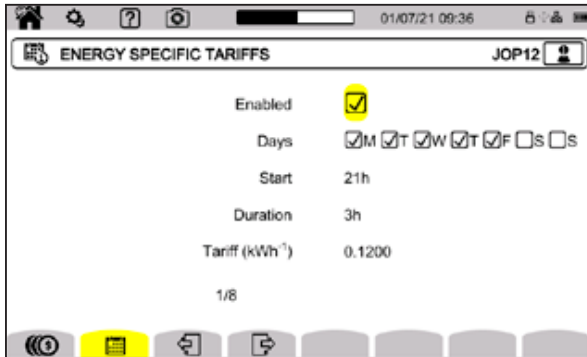 01/07/21 09:36
ENERGY SPECIFIC TARIFFS JOP12
Enabled
Days M T W T F S S
Start 21h
Duration 3h
Tariff (kWh⁻¹) 0.1200
1/8